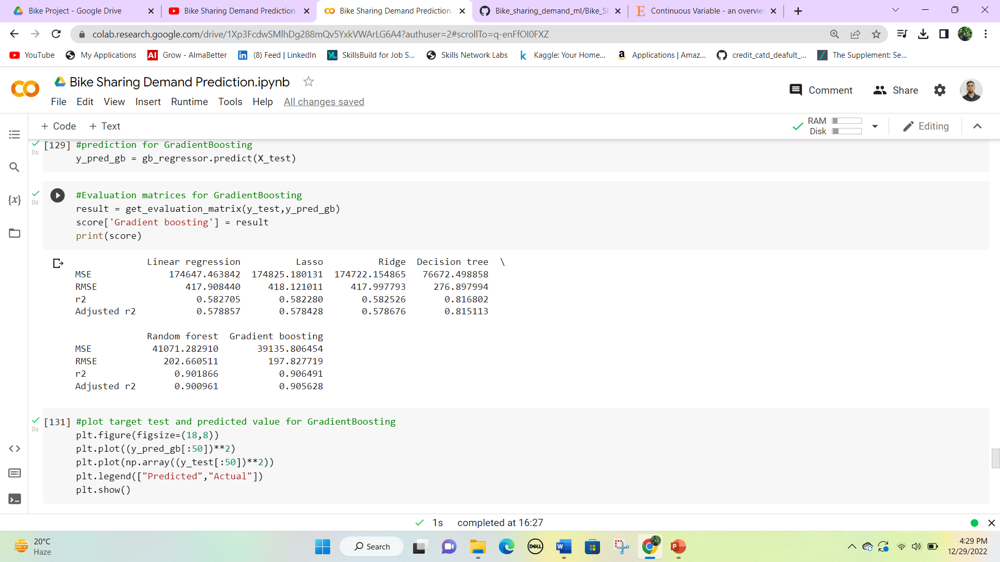 Bike Project - Google Drive
Bike Sharing Demand Prediction
Bike Sharing Demand Prediction.
Bike_sharing_demand_ml/Bike_Sh
Continuous Variable - an overview
colab.research.google.com/drive/1Xp3FcdwSMlhDg288mQv5YxkVWArLG6A4?authuser=2#scrollTo=q-enFfOI0FXZ
YouTube
My Applications
AI Grow - AlmaBetter
(8) Feed | LinkedIn
SkillsBuild for Job S...
Skills Network Labs
Kaggle: Your Home...
Applications | Amaz...
credit_catd_deafult_...
The Supplement: Se...
Bike Sharing Demand Prediction.ipynb
Comment
Share
File Edit View Insert Runtime Tools Help All changes saved
+ Code + Text
RAM
Disk
Editing
[129] #prediction for GradientBoosting
0s
y_pred_gb = gb_regressor.predict(X_test)
#Evaluation matrices for GradientBoosting
0s
result = get_evaluation_matrix(y_test,y_pred_gb)
score['Gradient boosting'] = result
print(score)
Linear regression Lasso Ridge Decision tree \
MSE 174647.463842 174825.180131 174722.154865 76672.498858
RMSE 417.908440 418.121011 417.997793 276.897994
r2 0.582705 0.582280 0.582526 0.816802
Adjusted r2 0.578857 0.578428 0.578676 0.815113
Random forest Gradient boosting
MSE 41071.282910 39135.806454
RMSE 202.660511 197.827719
r2 0.901866 0.906491
Adjusted r2 0.900961 0.905628
[131] #plot target test and predicted value for GradientBoosting
0s
plt.figure(figsize=(18,8))
plt.plot((y_pred_gb[:50])**2)
plt.plot(np.array((y_test[:50])**2))
plt.legend(["Predicted","Actual"])
plt.show()
1s completed at 16:27
20°C
Haze
Search
DELL
4:29 PM
12/29/2022